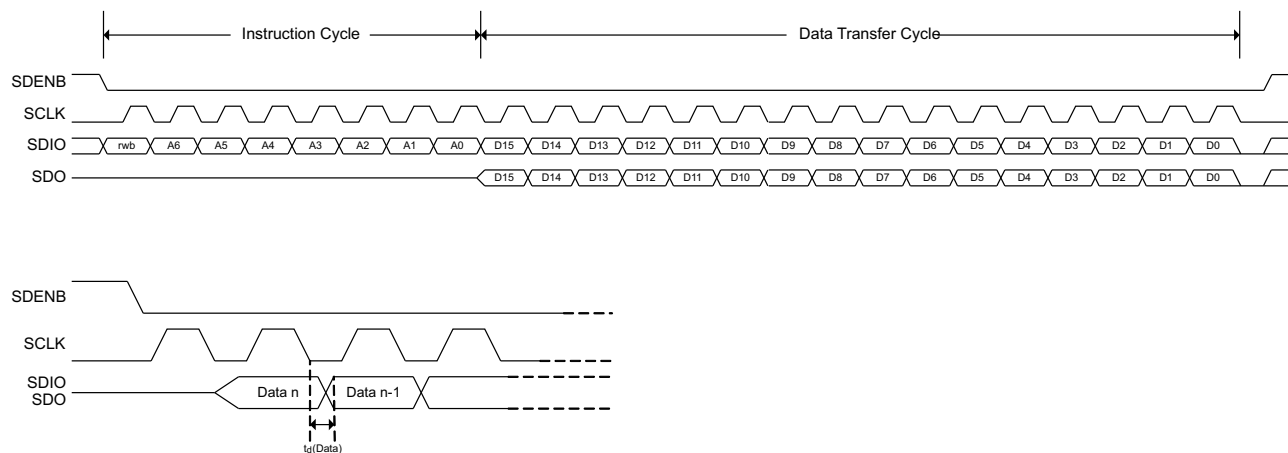 Instruction Cycle Data Transfer Cycle
SDENB
SCLK
SDIO rwb A6 A5 A4 A3 A2 A1 A0 D15 D14 D13 D12 D11 D10 D9 D8 D7 D6 D5 D4 D3 D2 D1 D0
SDO D15 D14 D13 D12 D11 D10 D9 D8 D7 D6 D5 D4 D3 D2 D1 D0
SDENB
SCLK
SDIO
SDO Data n Data n-1
td(Data)